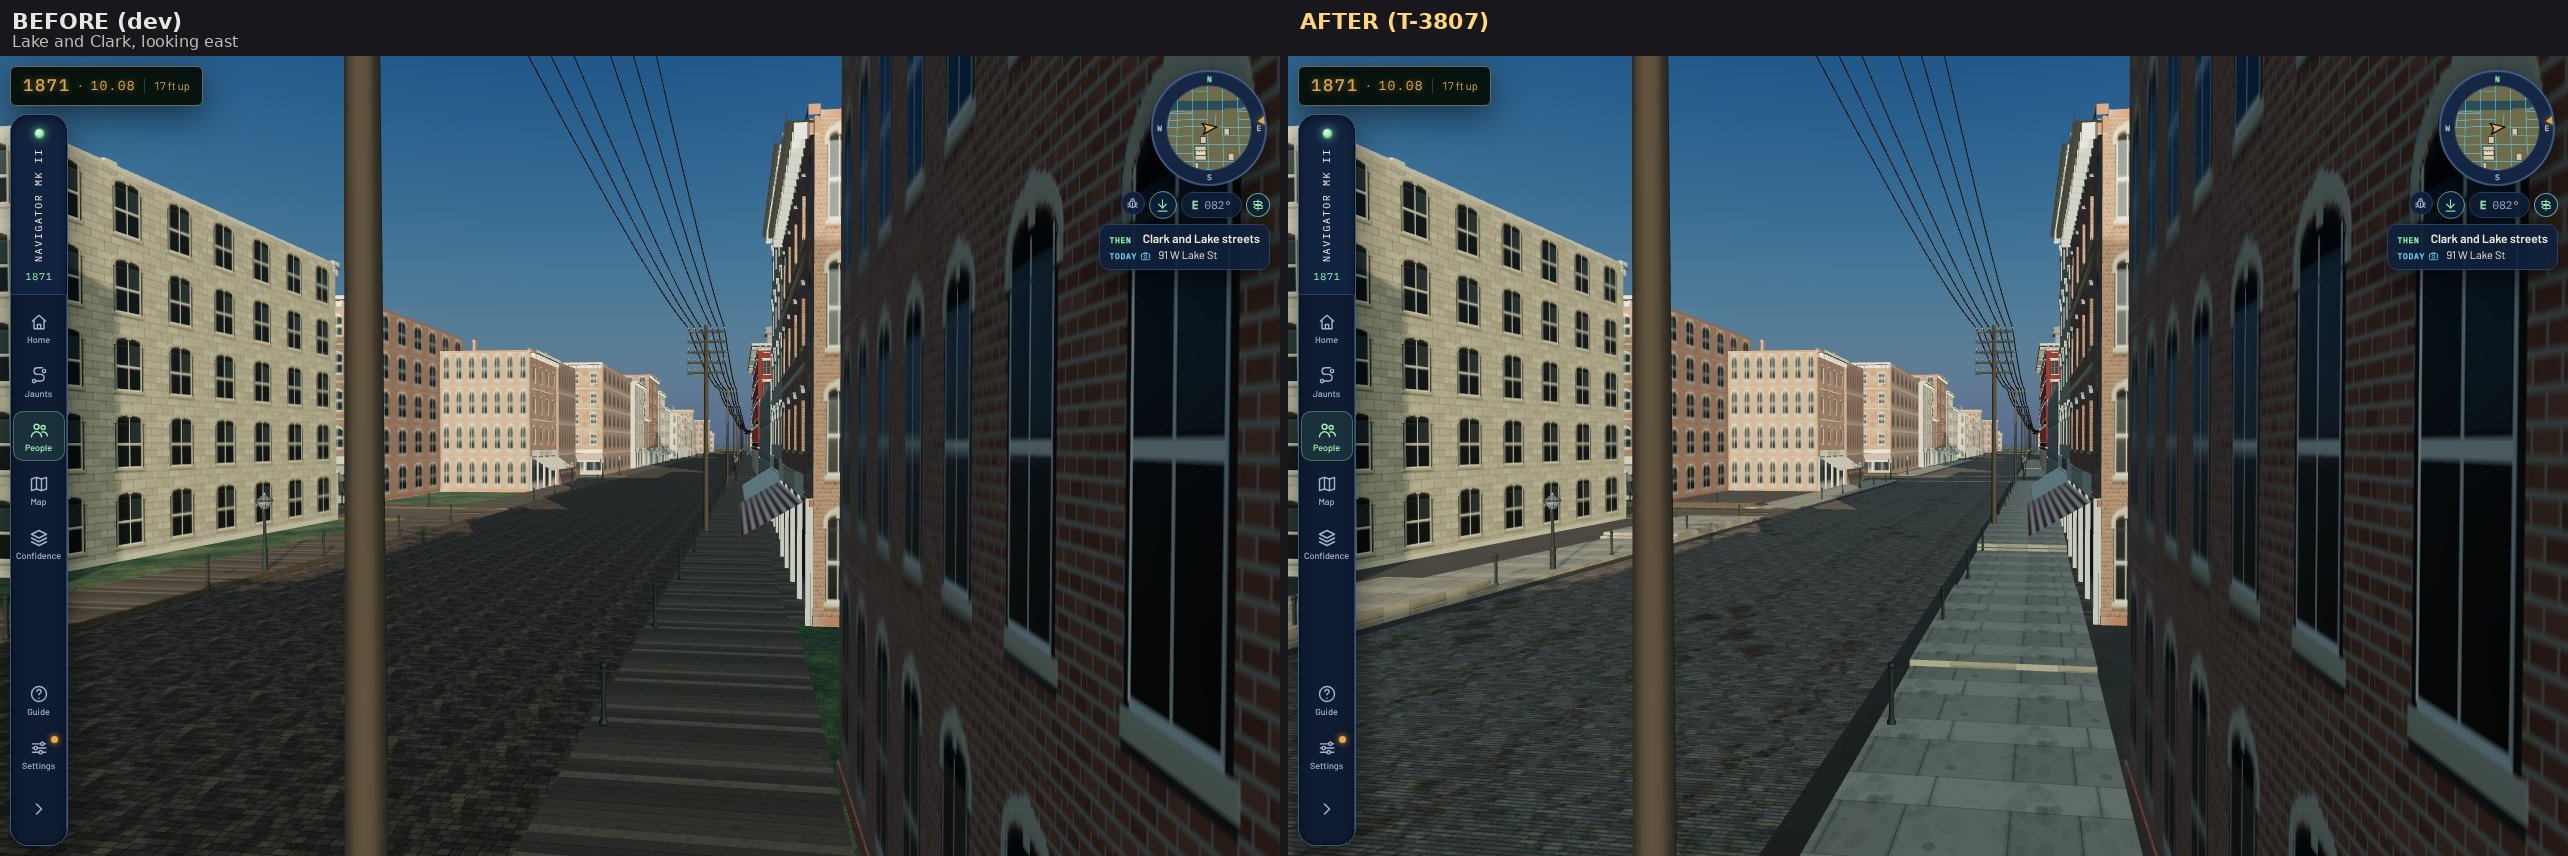 BEFORE (dev)
Lake and Clark, looking east
1871 · 10.08 17 ft up
NAVIGATOR MK II
1871
Home
Jaunts
People
Map
Confidence
Guide
Settings
N
W E
S
E 082°
THEN Clark and Lake streets
TODAY 91 W Lake St
AFTER (T-3807)
1871 · 10.08 17 ft up
NAVIGATOR MK II
1871
Home
Jaunts
People
Map
Confidence
Guide
Settings
N
W E
S
E 082°
THEN Clark and Lake streets
TODAY 91 W Lake St